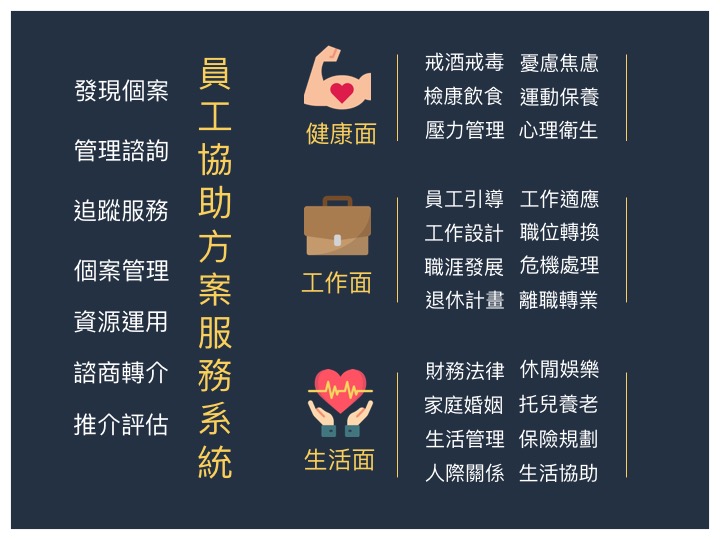 發現個案
管理諮詢
追蹤服務
個案管理
資源運用
諮商轉介
推介評估
員工協助方案服務系統
健康面
戒酒戒毒 憂慮焦慮
檢康飲食 運動保養
壓力管理 心理衛生
工作面
員工引導 工作適應
工作設計 職位轉換
職涯發展 危機處理
退休計畫 離職轉業
生活面
財務法律 休閒娛樂
家庭婚姻 托兒養老
生活管理 保險規劃
人際關係 生活協助